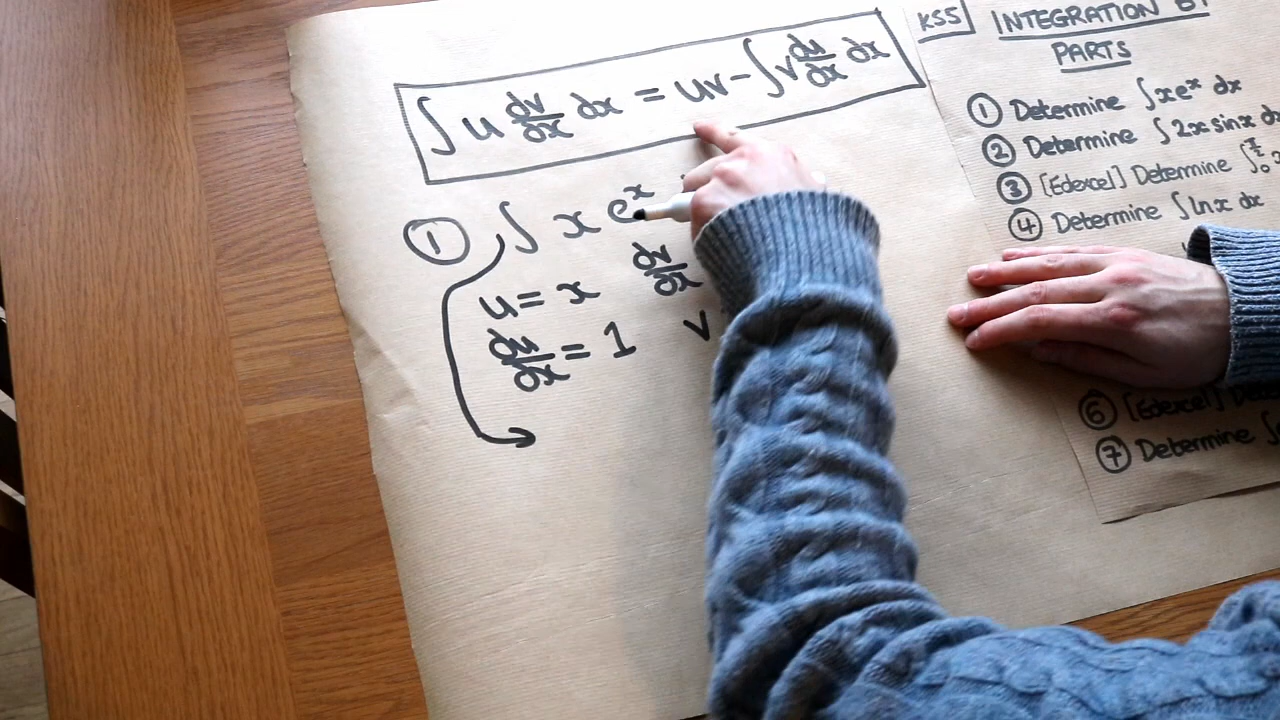 ∫ u dv/dx dx = uv - ∫ v du/dx dx
① ∫ x eˣ
u = x dv/dx
du/dx = 1 v
KS5 INTEGRATION BY
PARTS
① Determine ∫xeˣ dx
② Determine ∫2x sinx dx
③ [Edexcel] Determine ∫
④ Determine ∫lnx dx
⑥ [Edexcel]
⑦ Determine ∫